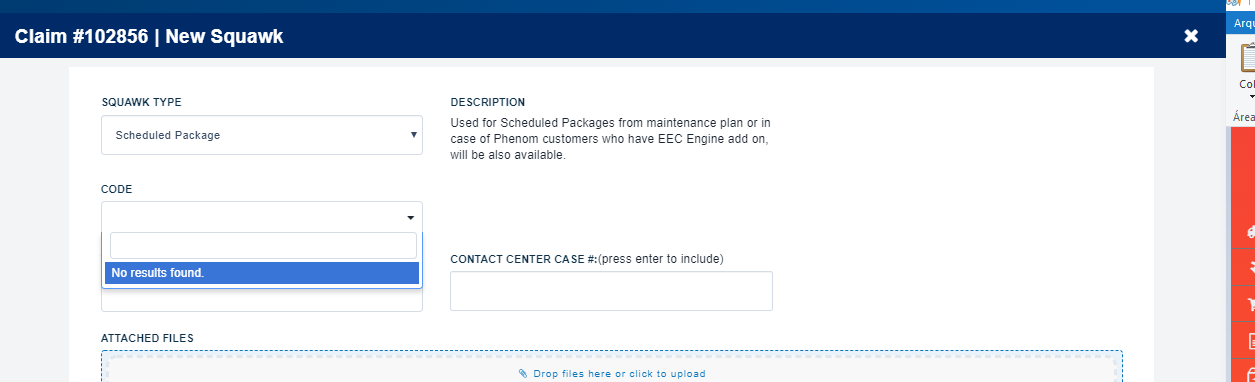 Claim #102856 | New Squawk
SQUAWK TYPE
Scheduled Package
DESCRIPTION
Used for Scheduled Packages from maintenance plan or in
case of Phenom customers who have EEC Engine add on,
will be also available.
CODE
No results found.
CONTACT CENTER CASE #:(press enter to include)
ATTACHED FILES
Drop files here or click to upload
Arqu
Col
Área